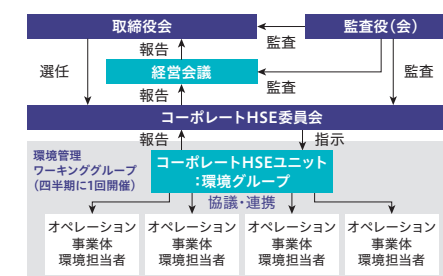 取締役会
監査役（会）
報告
監査
選任
経営会議
監査
監査
報告
コーポレートHSE委員会
報告
指示
環境管理
ワーキンググループ
（四半期に1回開催）
コーポレートHSEユニット
：環境グループ
協議・連携
オペレーション
事業体
環境担当者
オペレーション
事業体
環境担当者
オペレーション
事業体
環境担当者
オペレーション
事業体
環境担当者